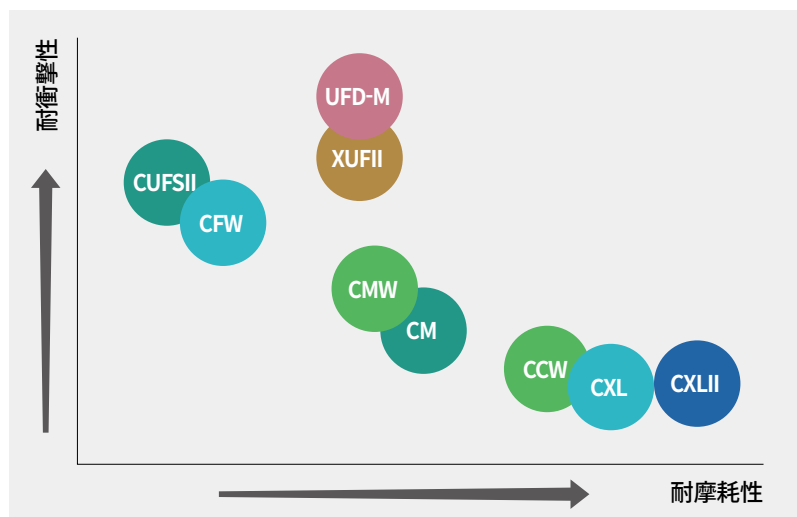 耐衝撃性
UFD-M
XUFII
CUFSII
CFW
CMW
CM
CCW
CXL
CXLII
耐摩耗性